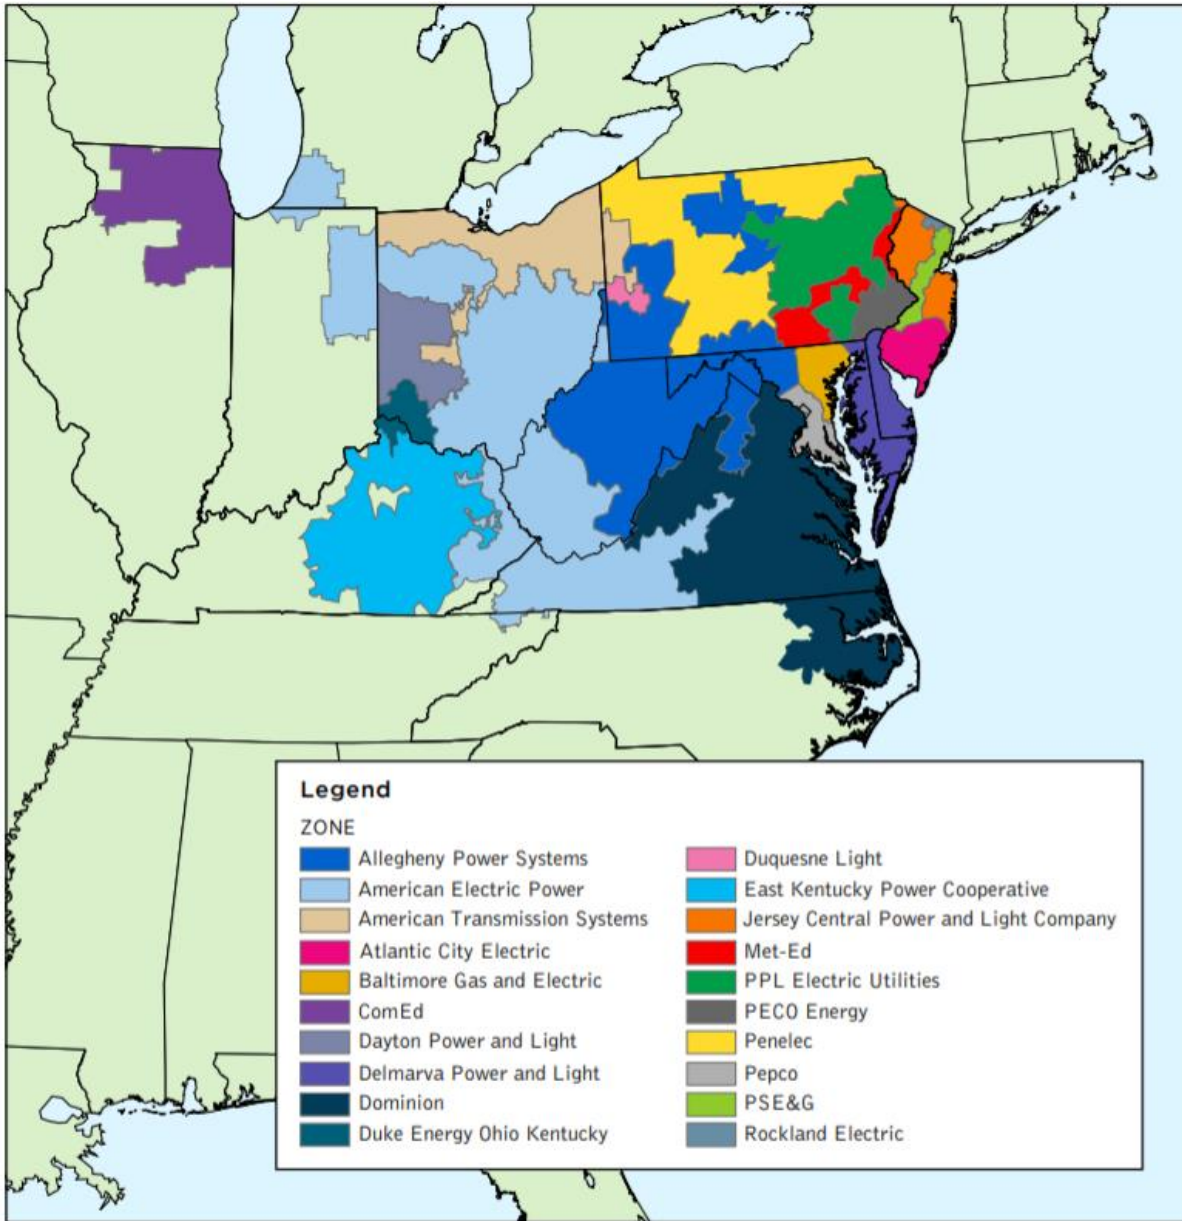 Legend
ZONE
Allegheny Power Systems
American Electric Power
American Transmission Systems
Atlantic City Electric
Baltimore Gas and Electric
ComEd
Dayton Power and Light
Delmarva Power and Light
Dominion
Duke Energy Ohio Kentucky
Duquesne Light
East Kentucky Power Cooperative
Jersey Central Power and Light Company
Met-Ed
PPL Electric Utilities
PECO Energy
Penelec
Pepco
PSE&G
Rockland Electric